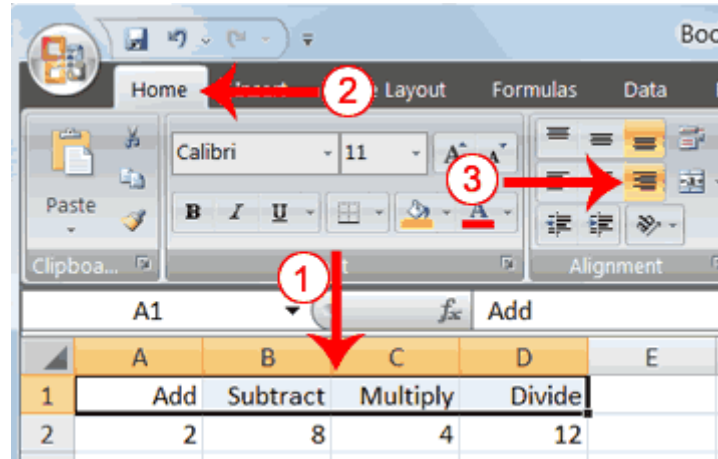 Boo
Home 2 Layout Formulas Data
Calibri 11 A A
3
Paste B I U A
Clipboa... Alignment
1
A1 fx Add
A B C D E
1 Add Subtract Multiply Divide
2 2 8 4 12